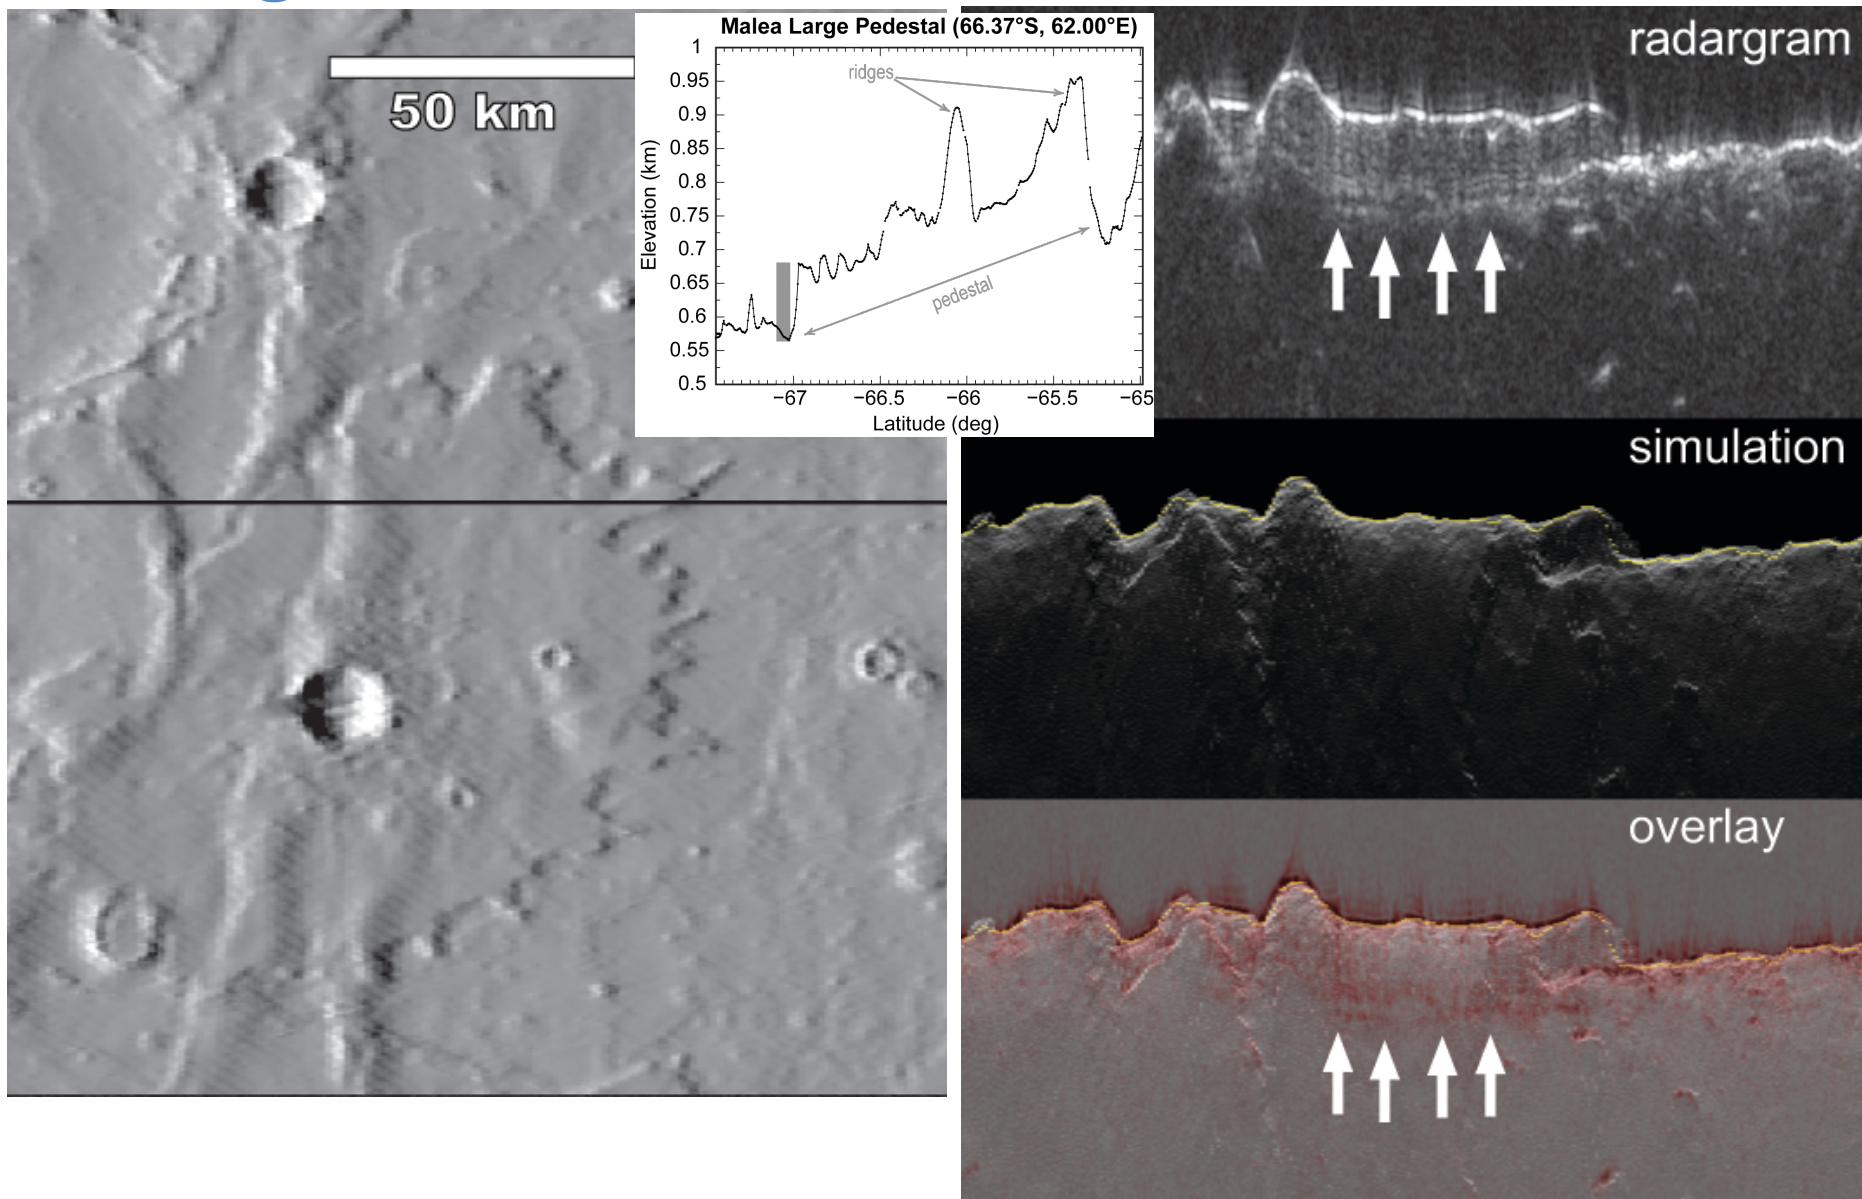 50 km
Malea Large Pedestal (66.37°S, 62.00°E)
1
0.95
0.9
0.85
0.8
0.75
0.7
0.65
0.6
0.55
0.5
Elevation (km)
ridges
pedestal
−67
−66.5
−66
−65.5
−65
Latitude (deg)
radargram
simulation
overlay